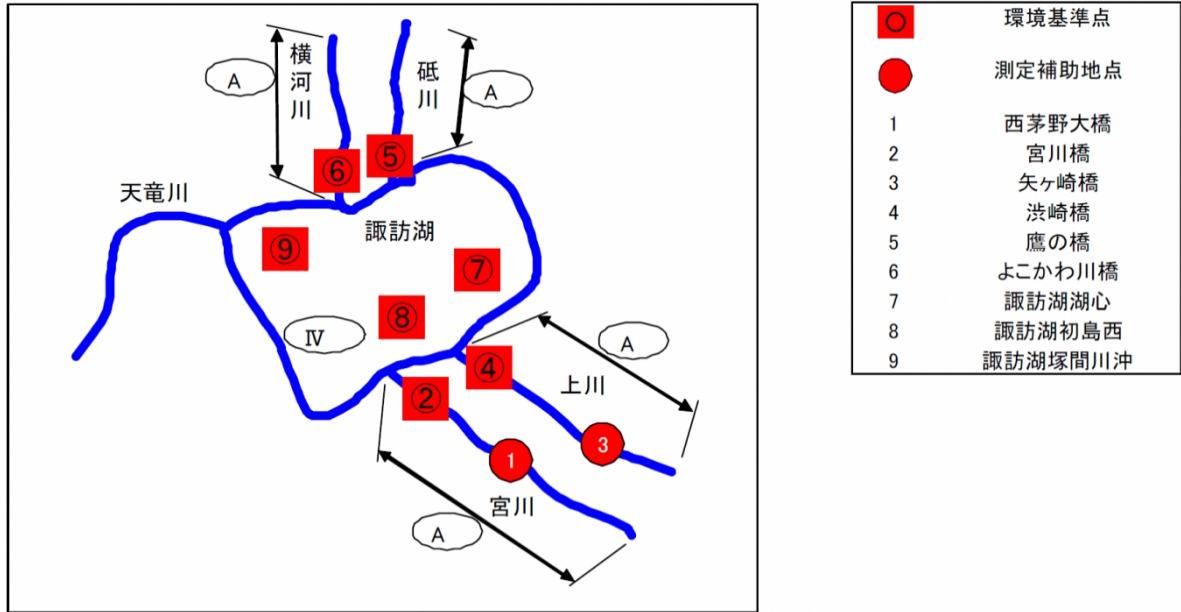 横河川
砥川
A
A
⑤
⑥
天竜川
諏訪湖
⑨
⑦
⑧
Ⅳ
A
④
上川
②
③
①
宮川
A
環境基準点
測定補助地点
1 西茅野大橋
2 宮川橋
3 矢ヶ崎橋
4 渋崎橋
5 鷹の橋
6 よこかわ川橋
7 諏訪湖湖心
8 諏訪湖初島西
9 諏訪湖塚間川沖